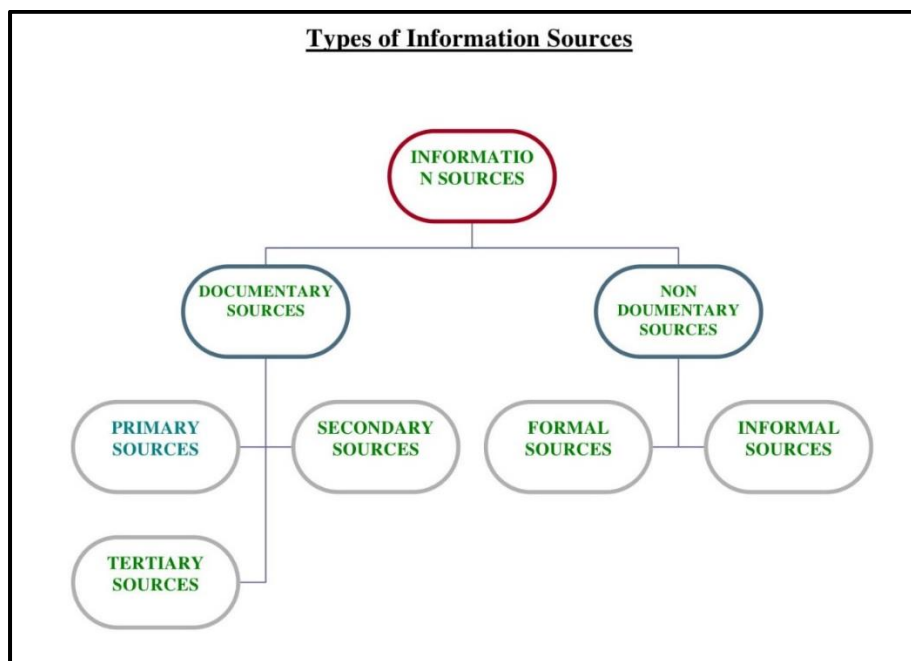 Types of Information Sources
INFORMATIO
N SOURCES
DOCUMENTARY
SOURCES
NON
DOUMENTARY
SOURCES
PRIMARY
SOURCES
SECONDARY
SOURCES
FORMAL
SOURCES
INFORMAL
SOURCES
TERTIARY
SOURCES